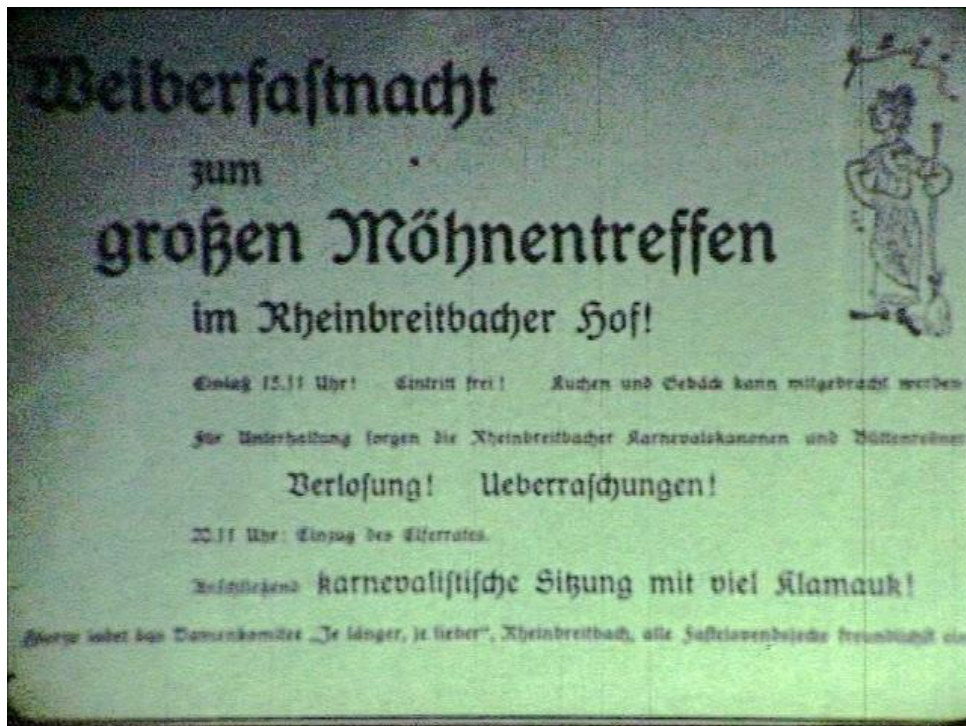 Weiberfastnacht
zum
großen Möhnentreffen
im Rheinbreitbacher Hof!
Einlaß 15.11 Uhr! Eintritt frei! Kuchen und Gebäck kann mitgebracht werden
Für Unterhaltung sorgen die Rheinbreitbacher Karnevalskanonen und Büttenredner
Verlosung! Ueberraschungen!
20.11 Uhr: Einzug des Elferrates.
Anschließend karnevalistische Sitzung mit viel Klamauk!
Hierzu ladet das Damenkomitee „Je länger, je lieber“, Rheinbreitbach, alle Fastelovendsjecke freundlichst ein